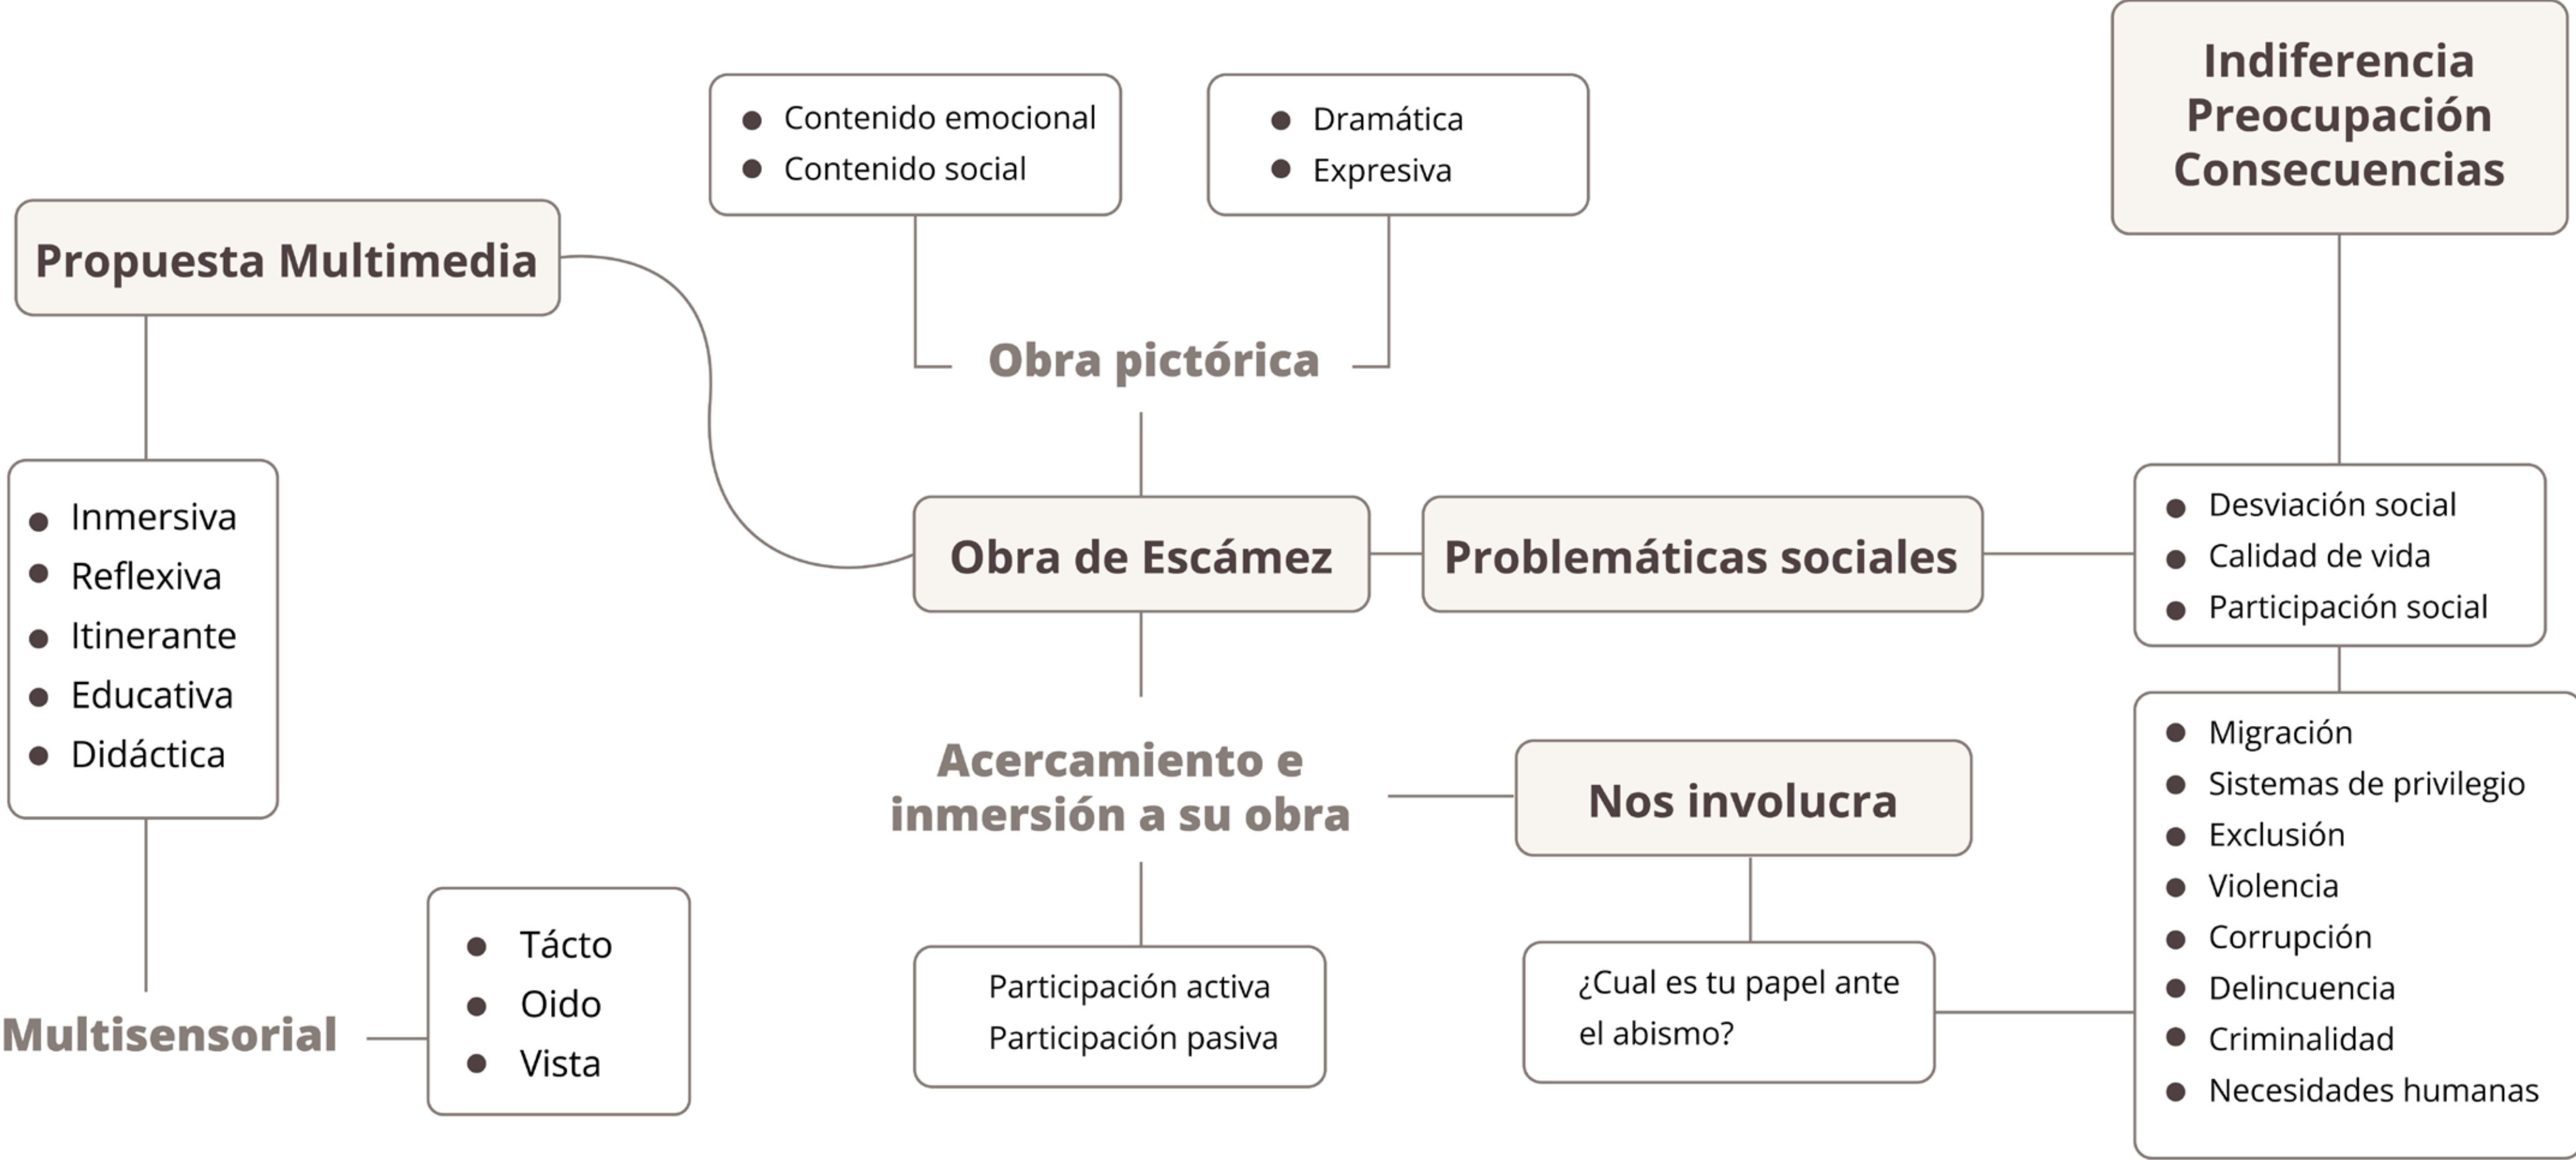 Indiferencia
Preocupación
Consecuencias
Contenido emocional
Contenido social
Dramática
Expresiva
Propuesta Multimedia
Obra pictórica
Inmersiva
Reflexiva
Itinerante
Educativa
Didáctica
Obra de Escámez
Problemáticas sociales
Desviación social
Calidad de vida
Participación social
Acercamiento e
inmersión a su obra
Nos involucra
Migración
Sistemas de privilegio
Exclusión
Violencia
Corrupción
Delincuencia
Criminalidad
Necesidades humanas
Multisensorial
Tácto
Oido
Vista
Participación activa
Participación pasiva
¿Cual es tu papel ante
el abismo?